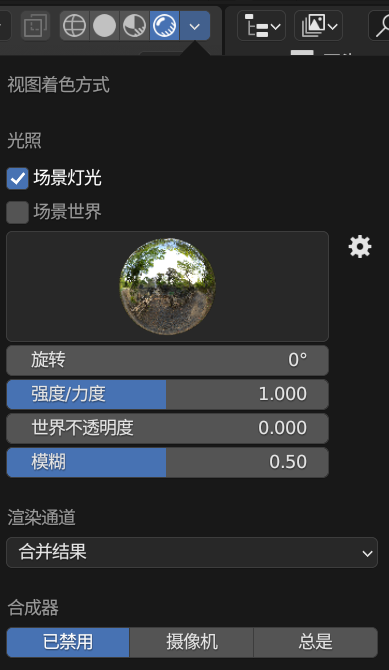 视图着色方式
光照
场景灯光
场景世界
旋转 0°
强度/力度 1.000
世界不透明度 0.000
模糊 0.50
渲染通道
合并结果
合成器
已禁用 摄像机 总是